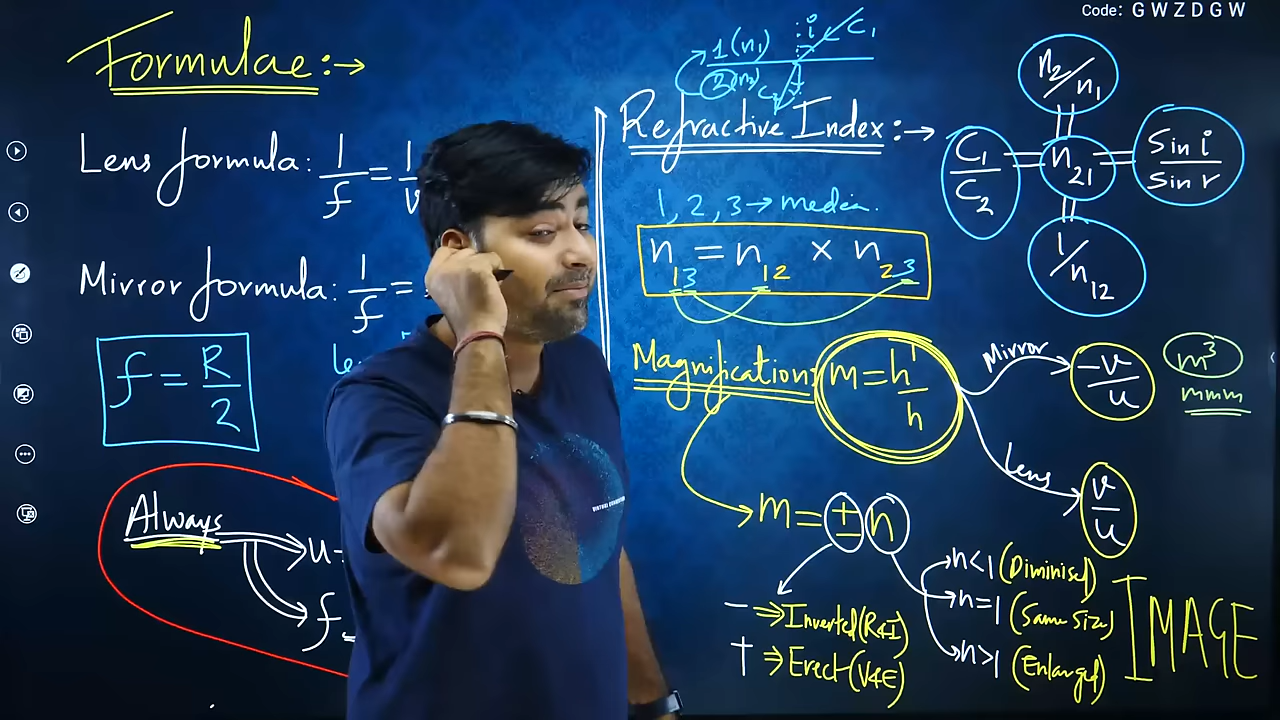 Code: G W Z D G W
Formulae:→
Lens formula: 1/f = 1/v
Mirror formula: 1/f =
f = R/2
Always
u-
f
1 (n₁) i C₁
2 (n₂) C₂
Refractive Index:→
n₂/n₁
C₁/C₂ = n₂₁ = Sin i/Sin r
1/n₁₂
1, 2, 3 → media.
n₁₃ = n₁₂ × n₂₃
Magnification: m = h'/h
Mirror -v/u
m³
mmm
Lens v/u
m = ± n
n<1 (Diminised)
n=1 (Same size)
n>1 (Enlarged)
IMAGE
- ⇒ Inverted (R&I)
+ ⇒ Erect (V&E)